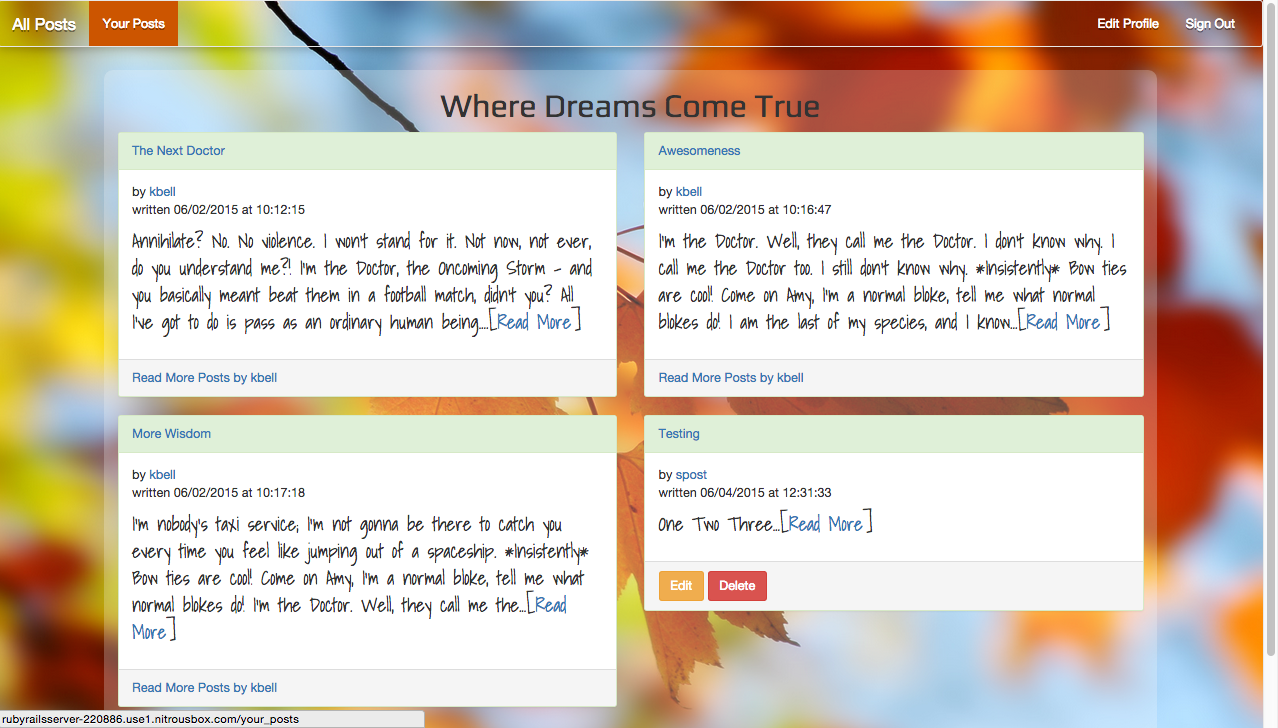 All Posts Your Posts Edit Profile Sign Out
Where Dreams Come True
The Next Doctor
by kbell
written 06/02/2015 at 10:12:15
Annihilate? No. No violence. I won't stand for it. Not now, not ever,
do you understand me?! I'm the Doctor, the Oncoming Storm - and
you basically meant beat them in a football match, didn't you? All
I've got to do is pass as an ordinary human being....[Read More]
Read More Posts by kbell
Awesomeness
by kbell
written 06/02/2015 at 10:16:47
I'm the Doctor. Well, they call me the Doctor. I don't know why. I
call me the Doctor too. I still don't know why. *Insistently* Bow ties
are cool! Come on Amy, I'm a normal bloke, tell me what normal
blokes do! I am the last of my species, and I know...[Read More]
Read More Posts by kbell
More Wisdom
by kbell
written 06/02/2015 at 10:17:18
I'm nobody's taxi service; I'm not gonna be there to catch you
every time you feel like jumping out of a spaceship. *Insistently*
Bow ties are cool! Come on Amy, I'm a normal bloke, tell me what
normal blokes do! I'm the Doctor. Well, they call me the...[Read
More]
Read More Posts by kbell
Testing
by spost
written 06/04/2015 at 12:31:33
One Two Three...[Read More]
Edit Delete
rubyrailsserver-220886.use1.nitrousbox.com/your_posts